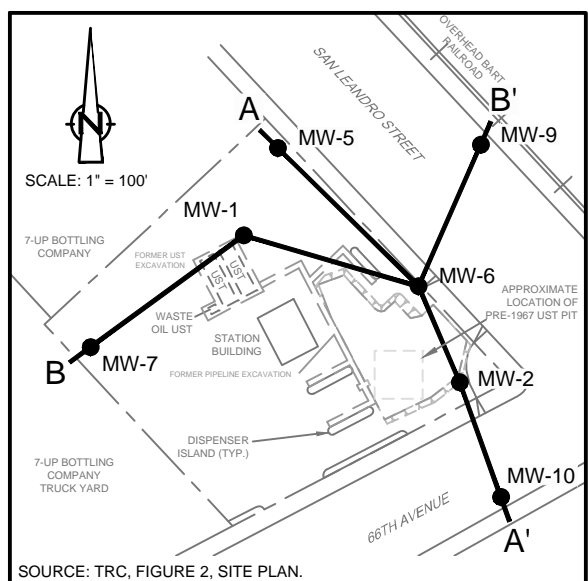 OVERHEAD BART
RAILROAD
SAN LEANDRO STREET
B'
A
MW-9
MW-5
N
SCALE: 1" = 100'
MW-1
7-UP BOTTLING
COMPANY
FORMER UST
EXCAVATION
UST
UST
MW-6
APPROXIMATE
LOCATION OF
PRE-1967 UST PIT
WASTE
OIL UST
STATION
BUILDING
MW-7
B
FORMER PIPELINE EXCAVATION
MW-2
DISPENSER
ISLAND (TYP.)
7-UP BOTTLING
COMPANY
TRUCK YARD
MW-10
66TH AVENUE
A'
SOURCE: TRC, FIGURE 2, SITE PLAN.